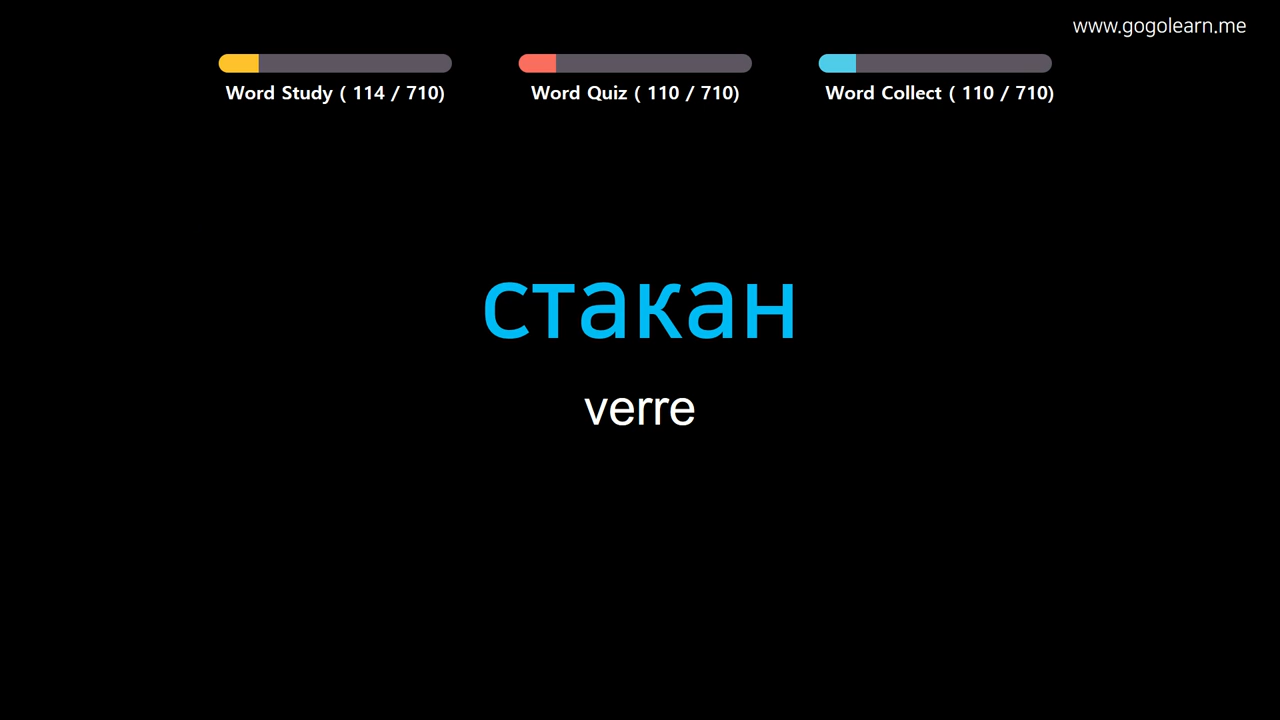 www.gogolearn.me
Word Study ( 114 / 710)
Word Quiz ( 110 / 710)
Word Collect ( 110 / 710)
стакан
verre